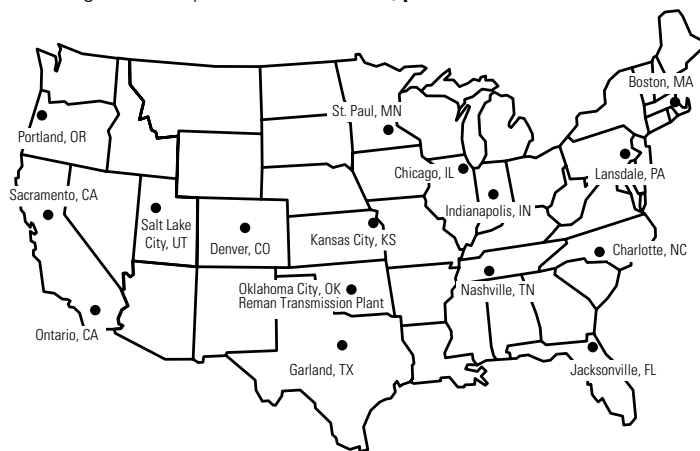 Boston, MA
St. Paul, MN
Portland, OR
Chicago, IL
Lansdale, PA
Sacramento, CA
Indianapolis, IN
Salt Lake
City, UT
Denver, CO
Kansas City, KS
Charlotte, NC
Oklahoma City, OK
Reman Transmission Plant
Nashville, TN
Ontario, CA
Garland, TX
Jacksonville, FL